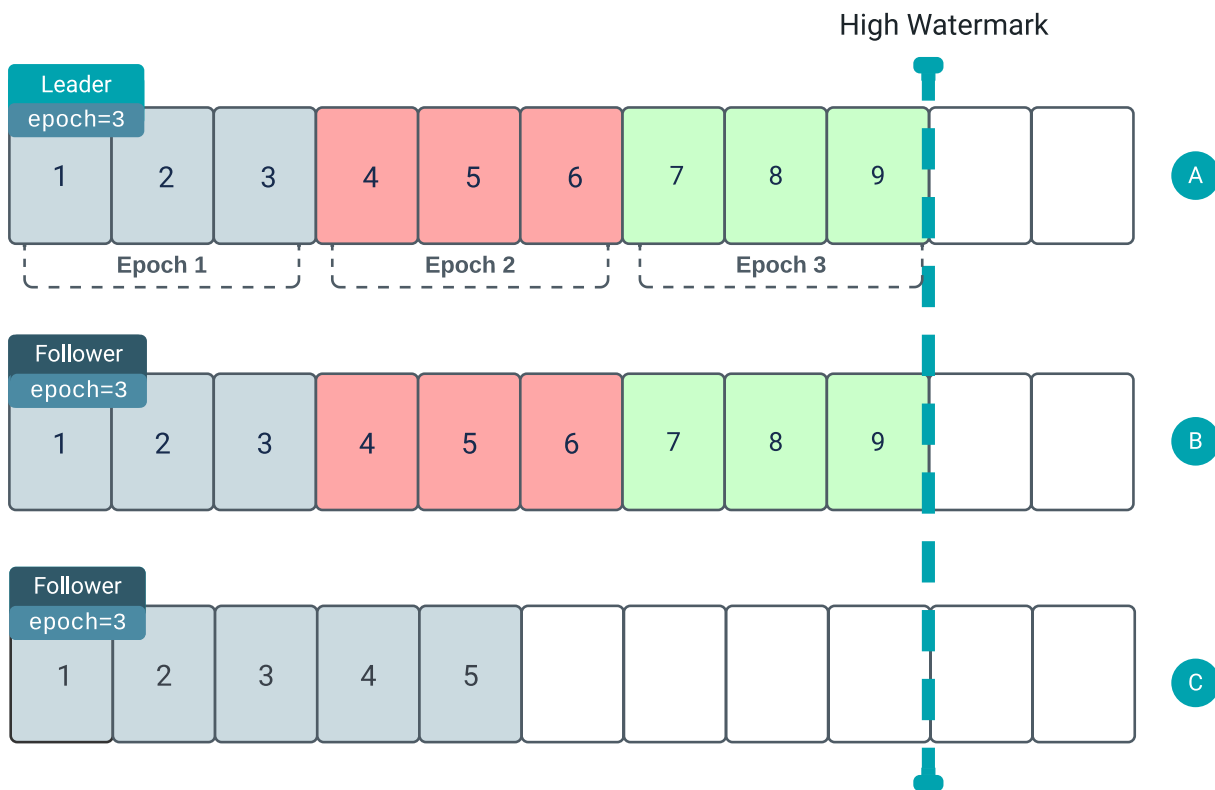 High Watermark
Leader
epoch=3
1 2 3 4 5 6 7 8 9
A
Epoch 1 Epoch 2 Epoch 3
Follower
epoch=3
1 2 3 4 5 6 7 8 9
B
Follower
epoch=3
1 2 3 4 5
C